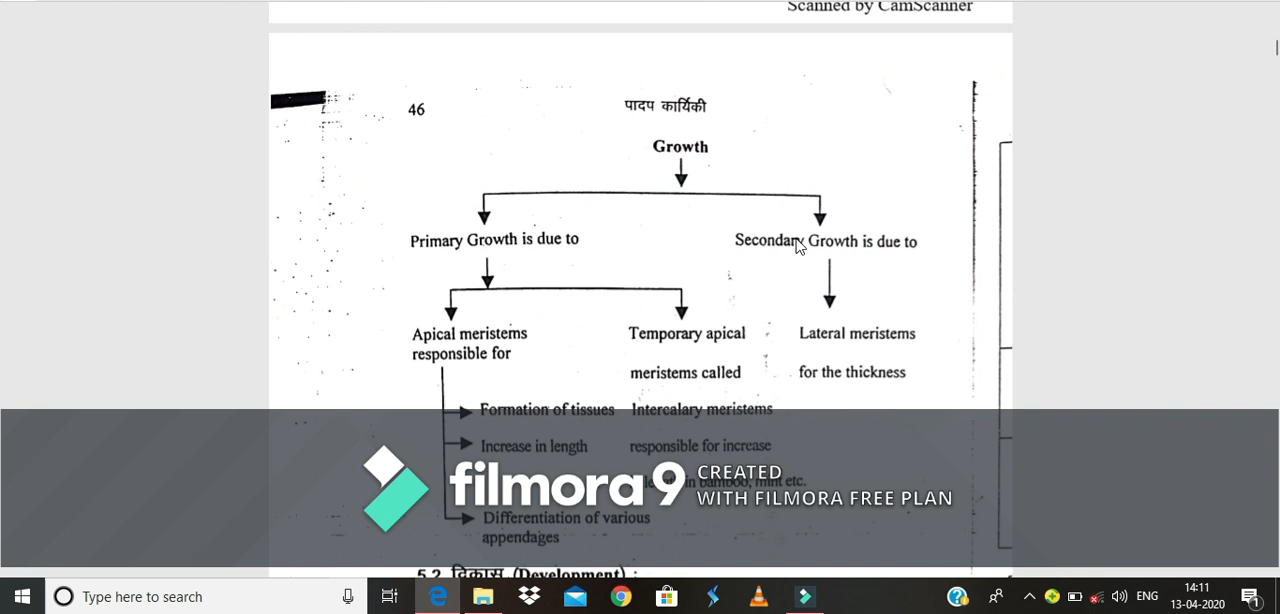 Scanned by CamScanner
46
पादप कार्यिकी
Growth
Primary Growth is due to
Secondary Growth is due to
Apical meristems
responsible for
Temporary apical
meristems called
Lateral meristems
for the thickness
Formation of tissues
Intercalary meristems
Increase in length
responsible for increase
in bamboo, mint etc.
Differentiation of various
appendages
filmora9
CREATED
WITH FILMORA FREE PLAN
5.2 विकास (Development) :
Type here to search
ENG
14:11
13-04-2020
1